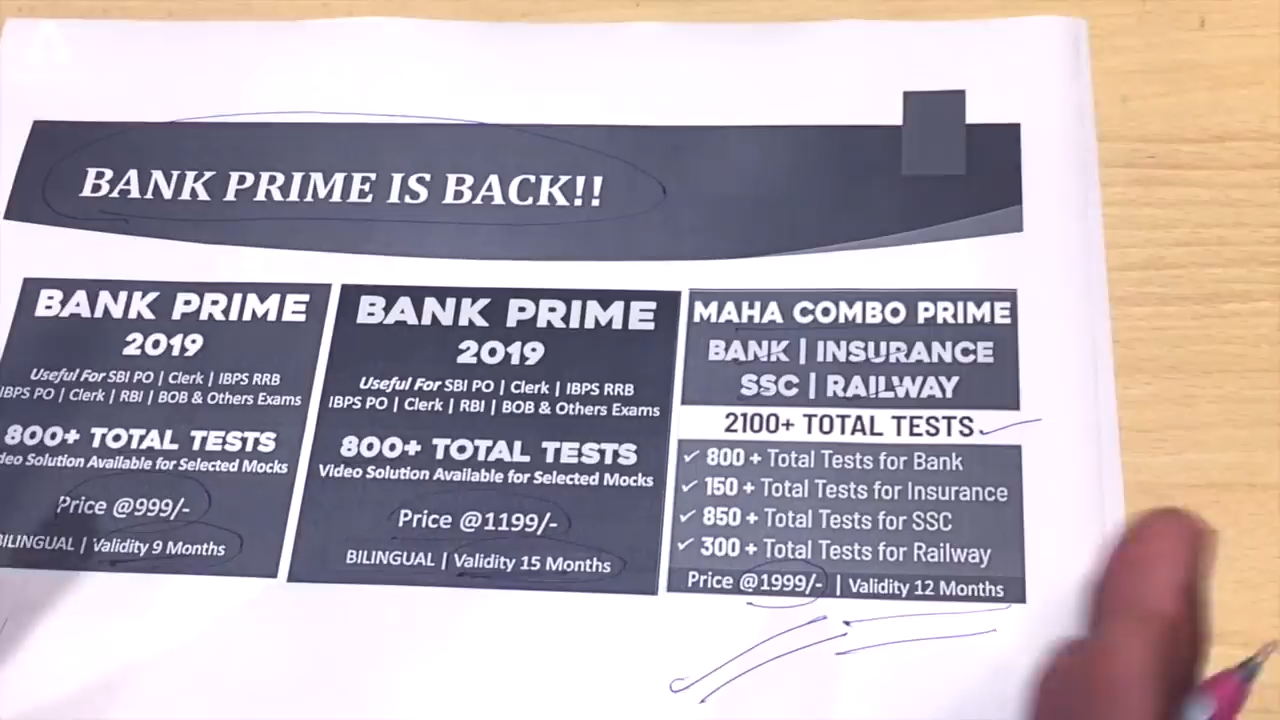 BANK PRIME IS BACK!!
BANK PRIME
2019
Useful For SBI PO | Clerk | IBPS RRB
IBPS PO | Clerk | RBI | BOB & Others Exams
800+ TOTAL TESTS
Video Solution Available for Selected Mocks
Price @999/-
BILINGUAL | Validity 9 Months
BANK PRIME
2019
Useful For SBI PO | Clerk | IBPS RRB
IBPS PO | Clerk | RBI | BOB & Others Exams
800+ TOTAL TESTS
Video Solution Available for Selected Mocks
Price @1199/-
BILINGUAL | Validity 15 Months
MAHA COMBO PRIME
BANK | INSURANCE
SSC | RAILWAY
2100+ TOTAL TESTS
✓ 800 + Total Tests for Bank
✓ 150 + Total Tests for Insurance
✓ 850 + Total Tests for SSC
✓ 300 + Total Tests for Railway
Price @1999/- | Validity 12 Months